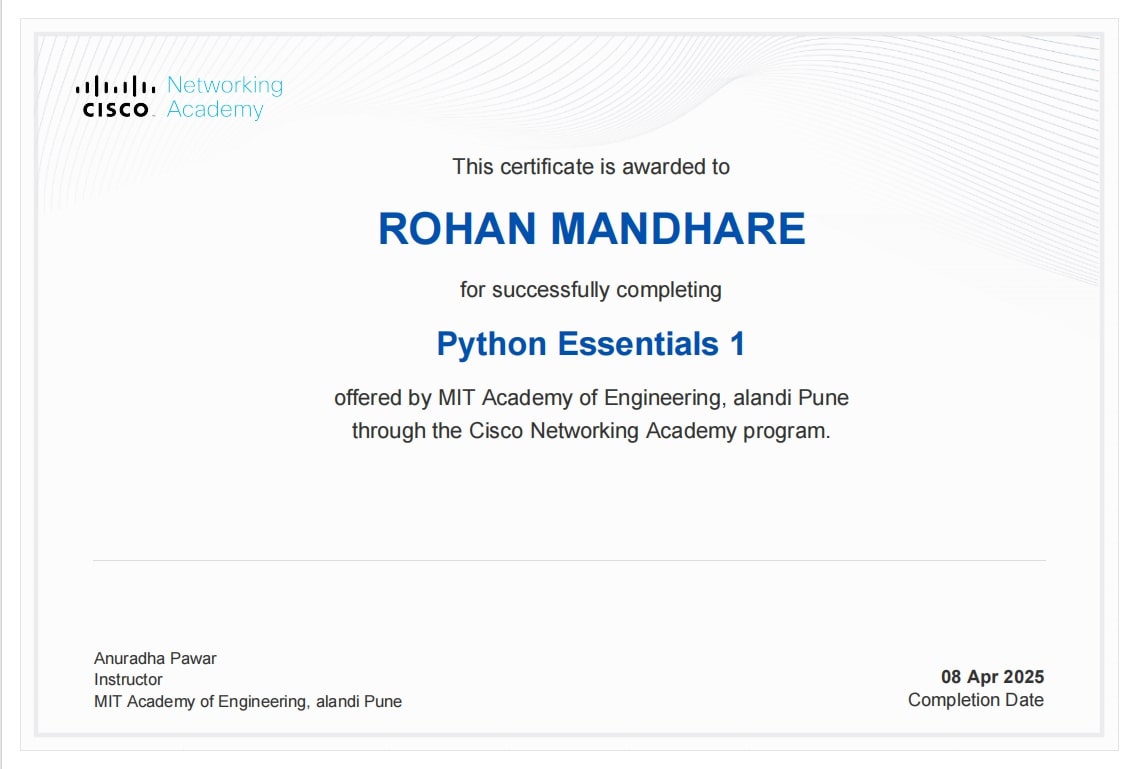 Networking
CISCO Academy
This certificate is awarded to
ROHAN MANDHARE
for successfully completing
Python Essentials 1
offered by MIT Academy of Engineering, alandi Pune
through the Cisco Networking Academy program.
Anuradha Pawar
Instructor
MIT Academy of Engineering, alandi Pune
08 Apr 2025
Completion Date